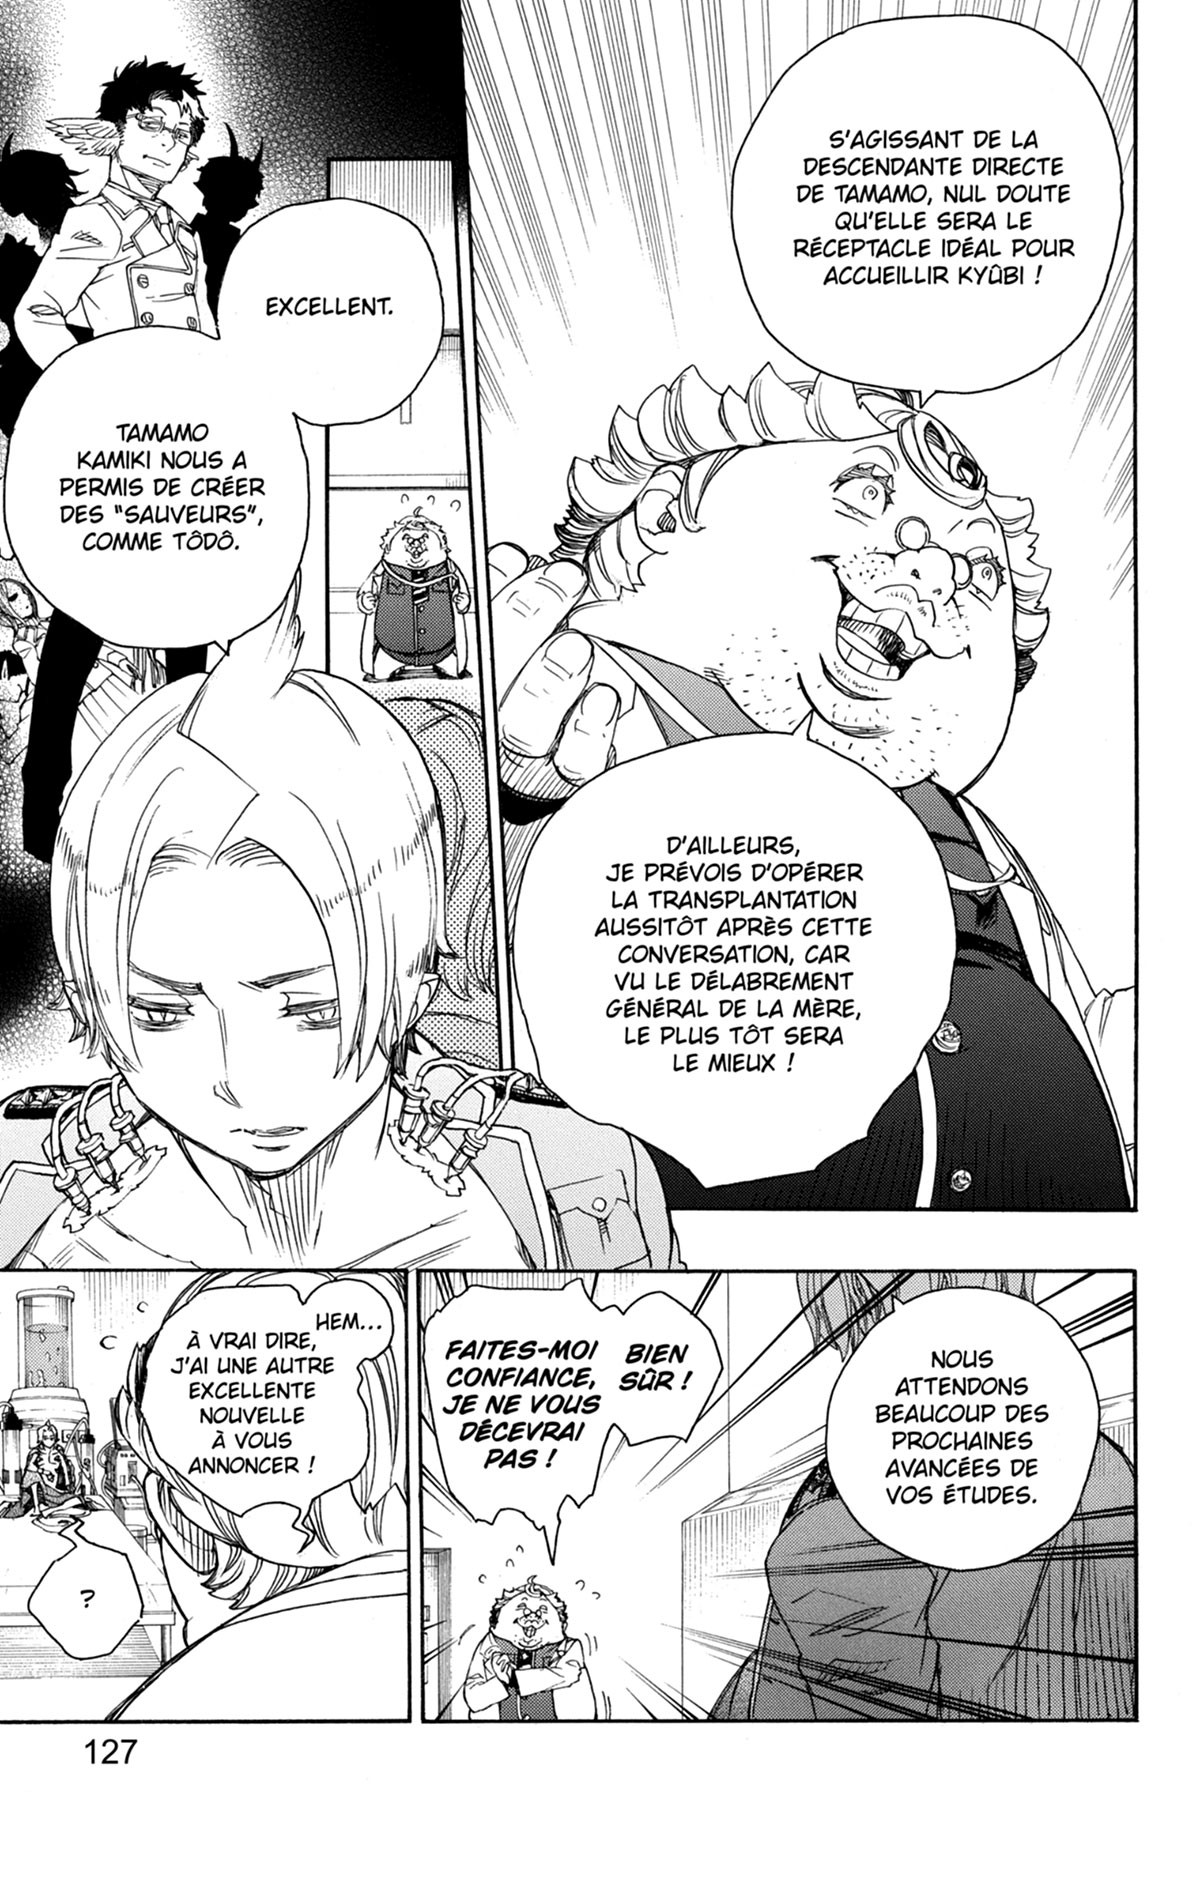 S'AGISSANT DE LA
DESCENDANTE DIRECTE
DE TAMAMO, NUL DOUTE
QU'ELLE SERA LE
RÉCEPTACLE IDÉAL POUR
ACCUEILLIR KYÛBI !
D'AILLEURS,
JE PRÉVOIS D'OPÉRER
LA TRANSPLANTATION
AUSSITÔT APRÈS CETTE
CONVERSATION, CAR
VU LE DÉLABREMENT
GÉNÉRAL DE LA MÈRE,
LE PLUS TÔT SERA
LE MIEUX !
EXCELLENT.
TAMAMO
KAMIKI NOUS A
PERMIS DE CRÉER
DES "SAUVEURS",
COMME TÔDÔ.
NOUS
ATTENDONS
BEAUCOUP DES
PROCHAINES
AVANCÉES DE
VOS ÉTUDES.
BIEN
SÛR !
FAITES-MOI
CONFIANCE,
JE NE VOUS
DÉCEVRAI
PAS !
HEM...
À VRAI DIRE,
J'AI UNE AUTRE
EXCELLENTE
NOUVELLE
À VOUS
ANNONCER !
?
127